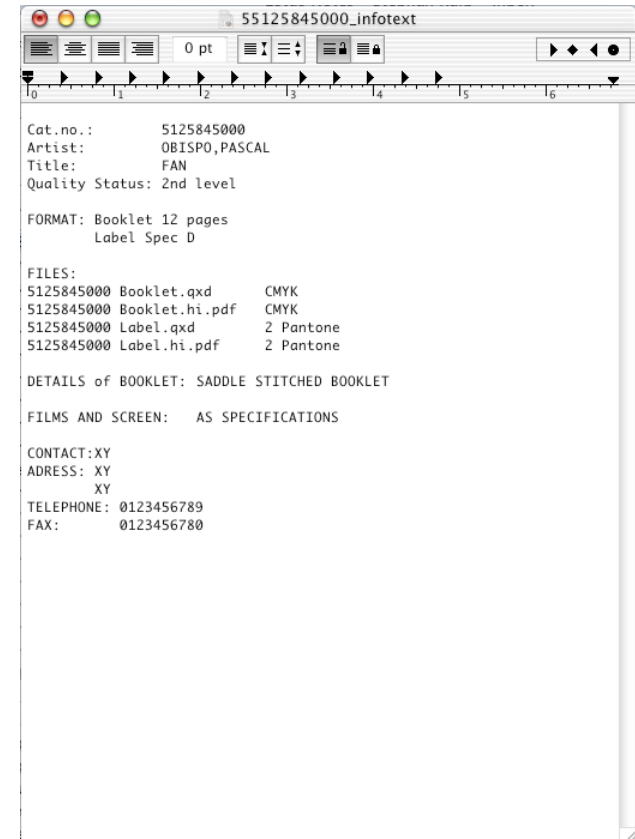 55125845000_infotext
0 pt
0 1 2 3 4 5 6
Cat.no.: 5125845000
Artist: OBISPO,PASCAL
Title: FAN
Quality Status: 2nd level
FORMAT: Booklet 12 pages
Label Spec D
FILES:
5125845000 Booklet.qxd CMYK
5125845000 Booklet.hi.pdf CMYK
5125845000 Label.qxd 2 Pantone
5125845000 Label.hi.pdf 2 Pantone
DETAILS of BOOKLET: SADDLE STITCHED BOOKLET
FILMS AND SCREEN: AS SPECIFICATIONS
CONTACT:XY
ADRESS: XY
XY
TELEPHONE: 0123456789
FAX: 0123456780